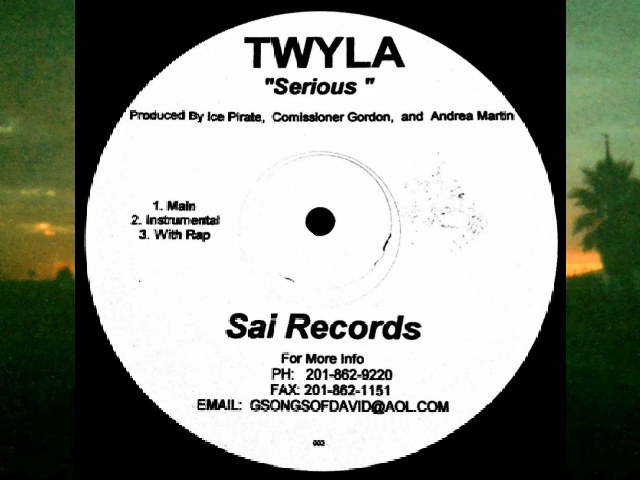 TWYLA
"Serious "
Produced By Ice Pirate, Comissioner Gordon, and Andrea Martin
1. Main
2. Instrumental
3. With Rap
Sai Records
For More Info
PH: 201-862-9220
FAX: 201-862-1151
EMAIL: GSONGSOFDAVID@AOL.COM
003